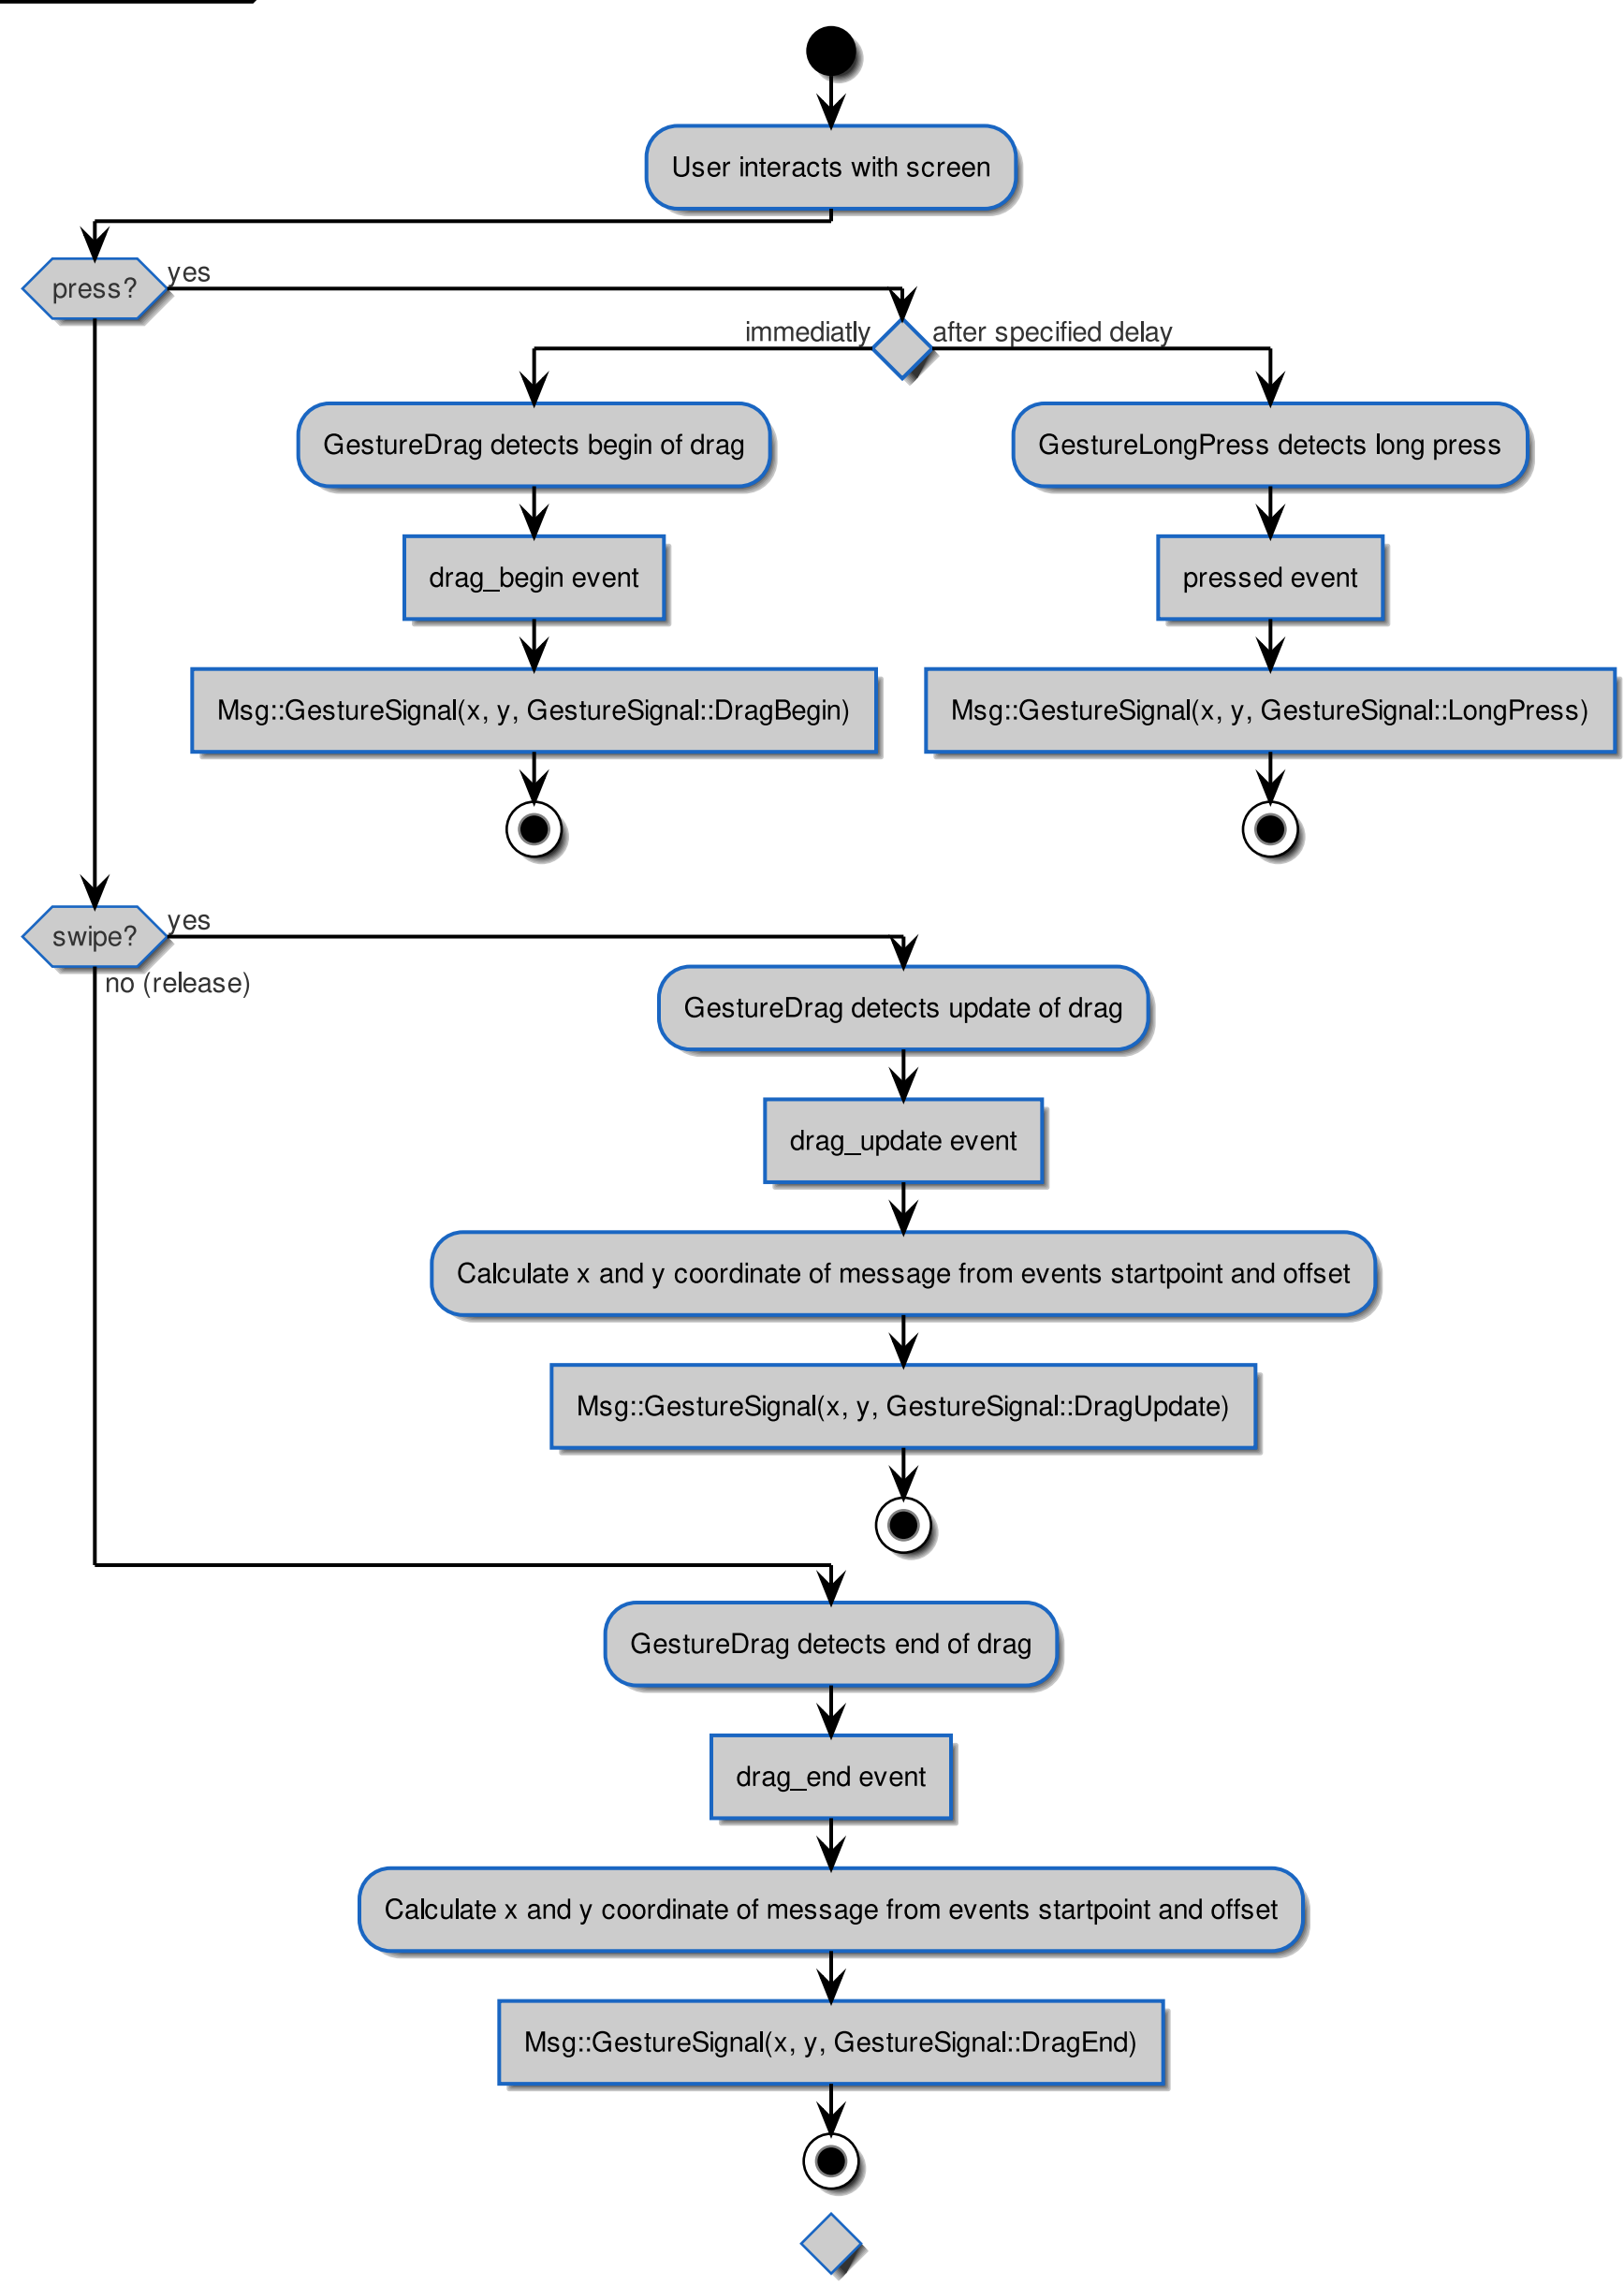 User interacts with screen
press?
yes
immediatly
after specified delay
GestureDrag detects begin of drag
GestureLongPress detects long press
drag_begin event
pressed event
Msg::GestureSignal(x, y, GestureSignal::DragBegin)
Msg::GestureSignal(x, y, GestureSignal::LongPress)
swipe?
yes
no (release)
GestureDrag detects update of drag
drag_update event
Calculate x and y coordinate of message from events startpoint and offset
Msg::GestureSignal(x, y, GestureSignal::DragUpdate)
GestureDrag detects end of drag
drag_end event
Calculate x and y coordinate of message from events startpoint and offset
Msg::GestureSignal(x, y, GestureSignal::DragEnd)